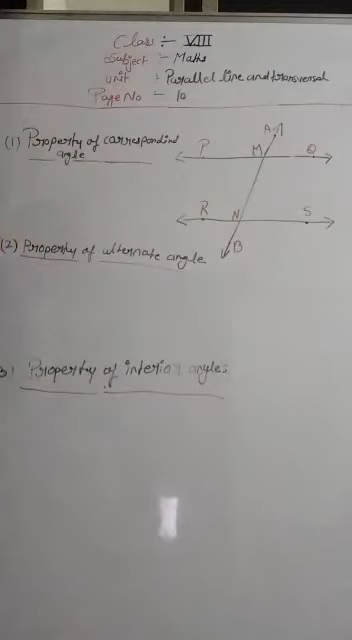 Class :- VIII
Subject :- Maths
Unit : Parallel line and transversal
Page No - 10
(1) Property of correspondind angle
A
P M Q
R N S
B
(2) Property of alternate angle
3) Property of interior angles